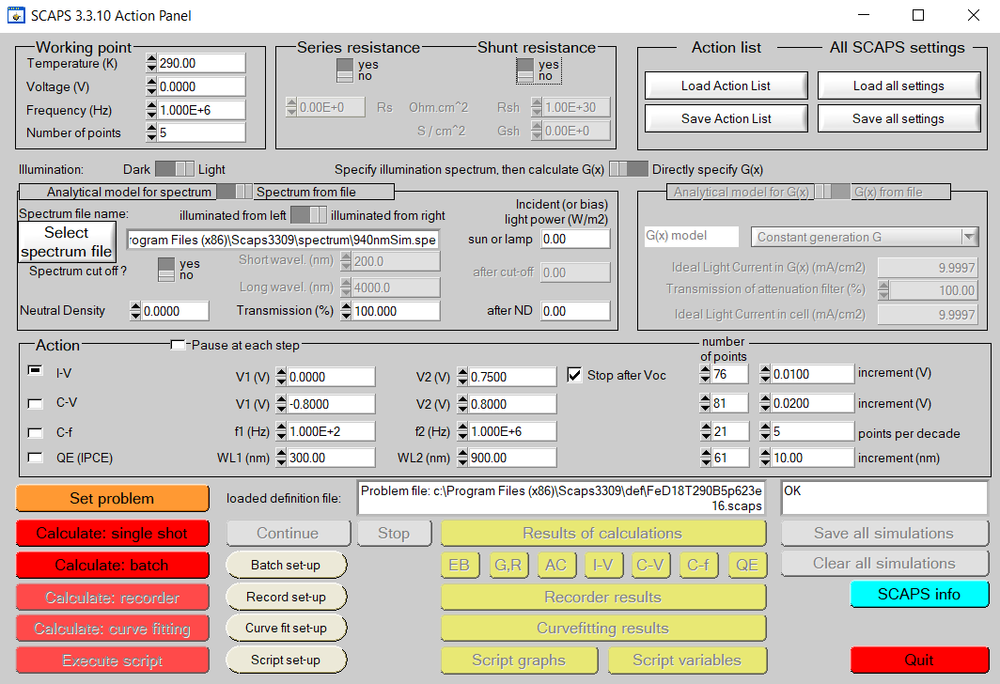 SCAPS 3.3.10 Action Panel
Working point
Temperature (K) 290.00
Voltage (V) 0.0000
Frequency (Hz) 1.000E+6
Number of points 5
Series resistance
yes
no
0.00E+0 Rs Ohm.cm^2
S / cm^2
Shunt resistance
yes
no
Rsh 1.00E+30
Gsh 0.00E+0
Action list
All SCAPS settings
Load Action List
Load all settings
Save Action List
Save all settings
Illumination: Dark Light
Specify illumination spectrum, then calculate G(x) Directly specify G(x)
Analytical model for spectrum Spectrum from file
Spectrum file name:
illuminated from left illuminated from right
Incident (or bias)
light power (W/m2)
Select
spectrum file
rogram Files (x86)\Scaps3309\spectrum\940nmSim.spe
sun or lamp 0.00
Spectrum cut off ?
yes
no
Short wavel. (nm) 200.0
Long wavel. (nm) 4000.0
after cut-off 0.00
Neutral Density 0.0000
Transmission (%) 100.000
after ND 0.00
Analytical model for G(x) G(x) from file
G(x) model Constant generation G
Ideal Light Current in G(x) (mA/cm2) 9.9997
Transmission of attenuation filter (%) 100.00
Ideal Light Current in cell (mA/cm2) 9.9997
Action
Pause at each step
number
of points
I-V V1 (V) 0.0000 V2 (V) 0.7500 Stop after Voc 76 0.0100 increment (V)
C-V V1 (V) -0.8000 V2 (V) 0.8000 81 0.0200 increment (V)
C-f f1 (Hz) 1.000E+2 f2 (Hz) 1.000E+6 21 5 points per decade
QE (IPCE) WL1 (nm) 300.00 WL2 (nm) 900.00 61 10.00 increment (nm)
Set problem
loaded definition file:
Problem file: c:\Program Files (x86)\Scaps3309\def\FeD18T290B5p623e
16.scaps
OK
Calculate: single shot
Continue
Stop
Results of calculations
Save all simulations
Calculate: batch
Batch set-up
EB G,R AC I-V C-V C-f QE
Clear all simulations
Calculate: recorder
Record set-up
Recorder results
SCAPS info
Calculate: curve fitting
Curve fit set-up
Curvefitting results
Execute script
Script set-up
Script graphs
Script variables
Quit